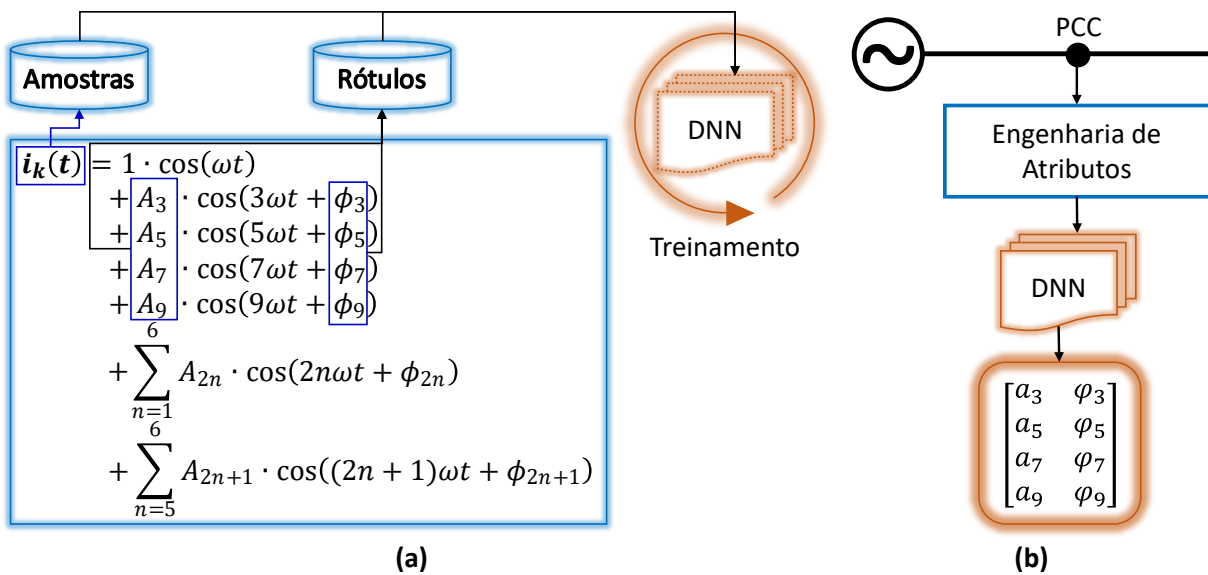 Amostras
Rótulos
DNN
Treinamento
i_k(t) = 1 · cos(ωt)
+ A_3 · cos(3ωt + ϕ_3)
+ A_5 · cos(5ωt + ϕ_5)
+ A_7 · cos(7ωt + ϕ_7)
+ A_9 · cos(9ωt + ϕ_9)
6
+ ∑ A_{2n} · cos(2nωt + ϕ_{2n})
n=1
6
+ ∑ A_{2n+1} · cos((2n + 1)ωt + ϕ_{2n+1})
n=5
(a)
PCC
Engenharia de
Atributos
DNN
a_3 φ_3
a_5 φ_5
a_7 φ_7
a_9 φ_9
(b)